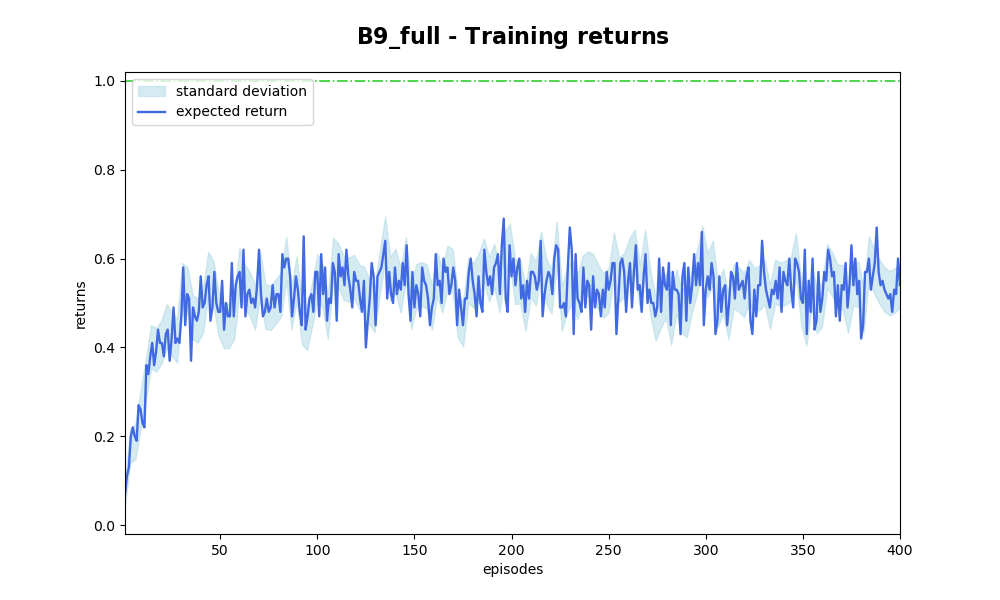 B9_full - Training returns
1.0
0.8
0.6
0.4
0.2
0.0
returns
standard deviation
expected return
50 100 150 200 250 300 350 400
episodes